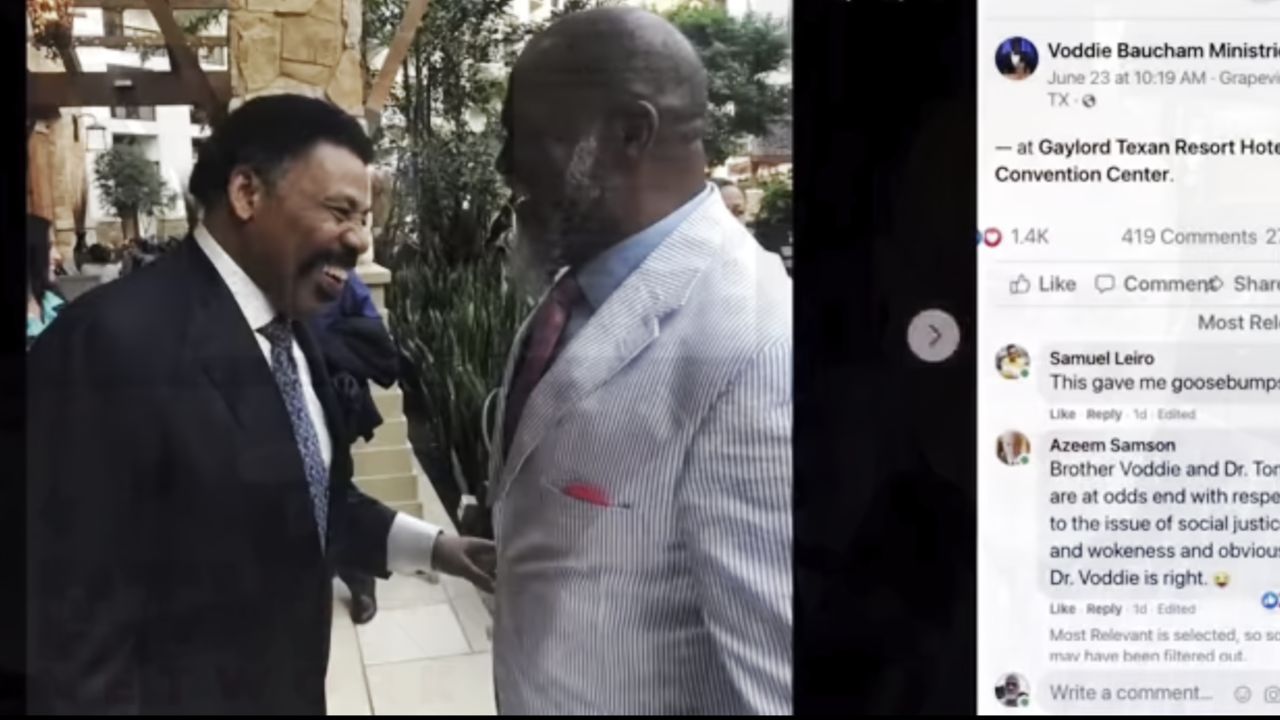 Voddie Baucham Ministrie
June 23 at 10:19 AM · Grapevi
TX ·
— at Gaylord Texan Resort Hote
Convention Center.
1.4K 419 Comments 27
Like Comment Share
Most Rel
Samuel Leiro
This gave me goosebumps
Like · Reply · 1d · Edited
Azeem Samson
Brother Voddie and Dr. Ton
are at odds end with respe
to the issue of social justic
and wokeness and obvious
Dr. Voddie is right.
Like · Reply · 1d · Edited
Most Relevant is selected, so so
may have been filtered out.
Write a comment...